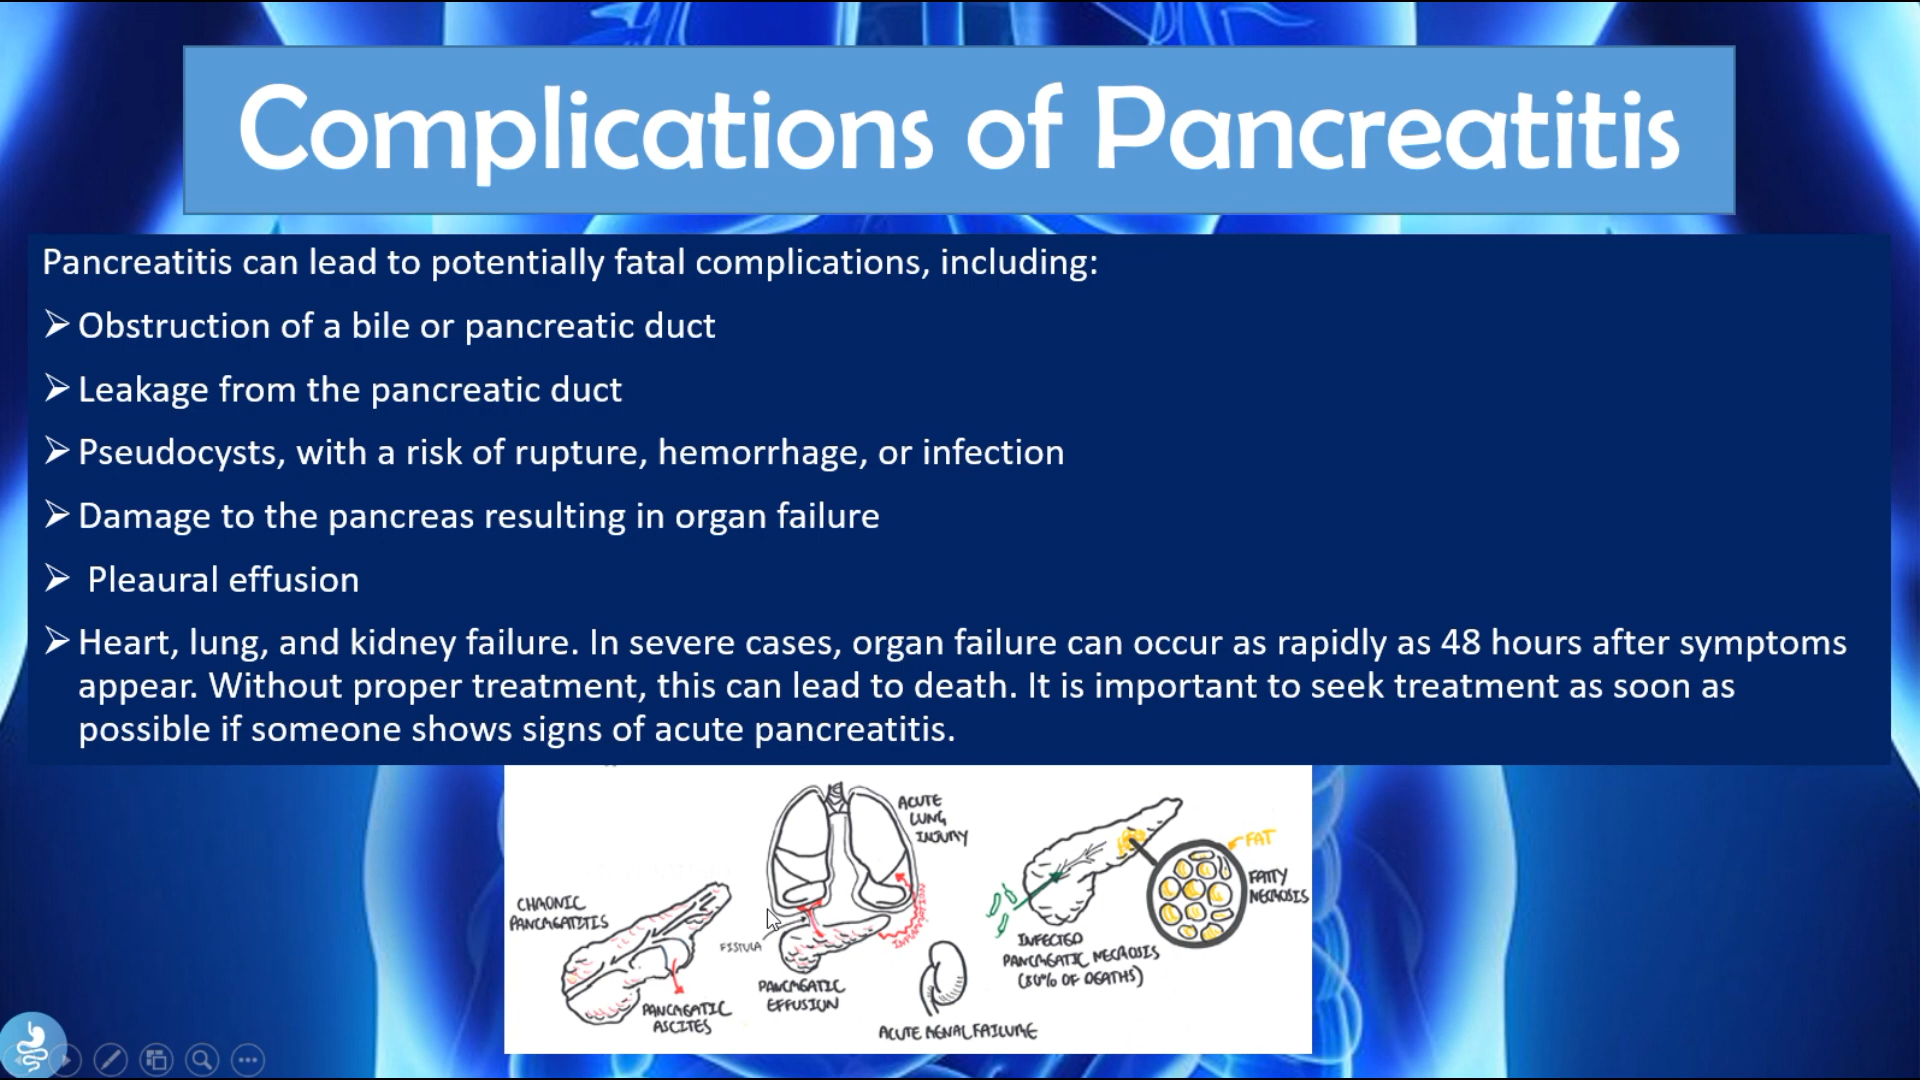 Complications of Pancreatitis
Pancreatitis can lead to potentially fatal complications, including:
Obstruction of a bile or pancreatic duct
Leakage from the pancreatic duct
Pseudocysts, with a risk of rupture, hemorrhage, or infection
Damage to the pancreas resulting in organ failure
Pleaural effusion
Heart, lung, and kidney failure. In severe cases, organ failure can occur as rapidly as 48 hours after symptoms
appear. Without proper treatment, this can lead to death. It is important to seek treatment as soon as
possible if someone shows signs of acute pancreatitis.
CHRONIC
PANCREATITIS
PANCREATIC
ASCITES
FISTULA
PANCREATIC
EFFUSION
ACUTE
LUNG
INJURY
INFLAMMATION
ACUTE RENAL FAILURE
INFECTED
PANCREATIC NECROSIS
(80% OF DEATHS)
FAT
FATTY
NECROSIS